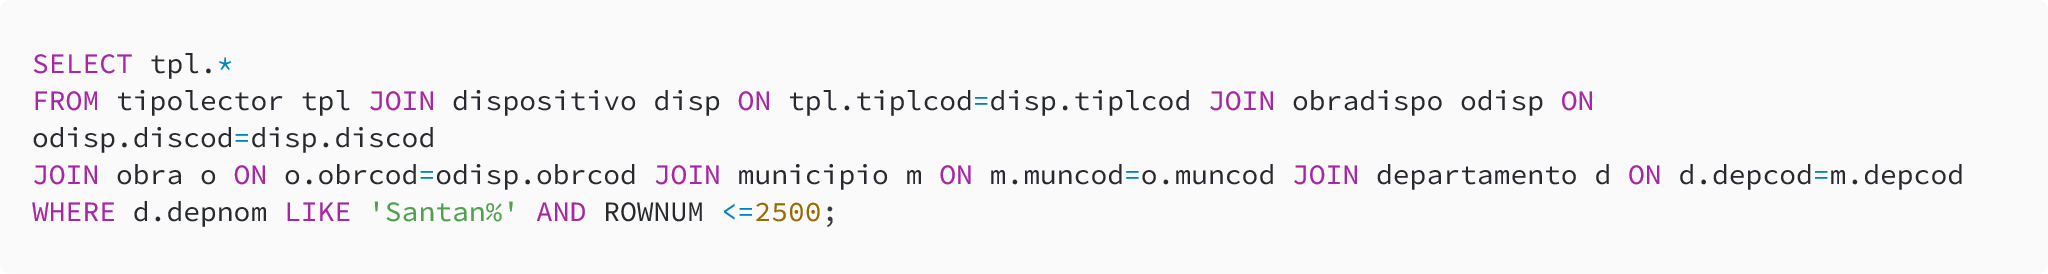 SELECT tpl.*
FROM tipolector tpl JOIN dispositivo disp ON tpl.tiplcod=disp.tiplcod JOIN obradispo odisp ON
odisp.discod=disp.discod
JOIN obra o ON o.obrcod=odisp.obrcod JOIN municipio m ON m.muncod=o.muncod JOIN departamento d ON d.depcod=m.depcod
WHERE d.depnom LIKE 'Santan%' AND ROWNUM <=2500;